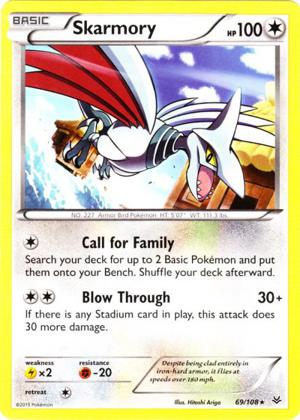 BASIC
Skarmory HP100
NO. 227 Armor Bird Pokémon HT: 5'07" WT: 111.3 lbs.
Call for Family
Search your deck for up to 2 Basic Pokémon and put
them onto your Bench. Shuffle your deck afterward.
Blow Through 30+
If there is any Stadium card in play, this attack does
30 more damage.
weakness resistance
×2 -20
retreat
Despite being clad entirely in
iron-hard armor, it flies at
speeds over 180 mph.
Illus. Hitoshi Ariga 69/108
©2015 Pokémon